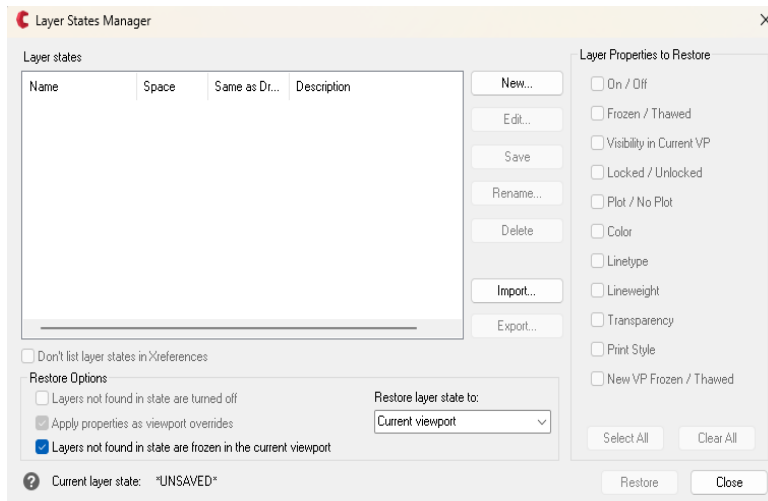 Layer States Manager
Layer states
Name Space Same as Dr... Description
New...
Edit...
Save
Rename...
Delete
Import...
Export...
Don't list layer states in Xreferences
Restore Options
Layers not found in state are turned off
Apply properties as viewport overrides
Layers not found in state are frozen in the current viewport
Restore layer state to:
Current viewport
Current layer state: *UNSAVED*
Layer Properties to Restore
On / Off
Frozen / Thawed
Visibility in Current VP
Locked / Unlocked
Plot / No Plot
Color
Linetype
Lineweight
Transparency
Print Style
New VP Frozen / Thawed
Select All Clear All
Restore Close